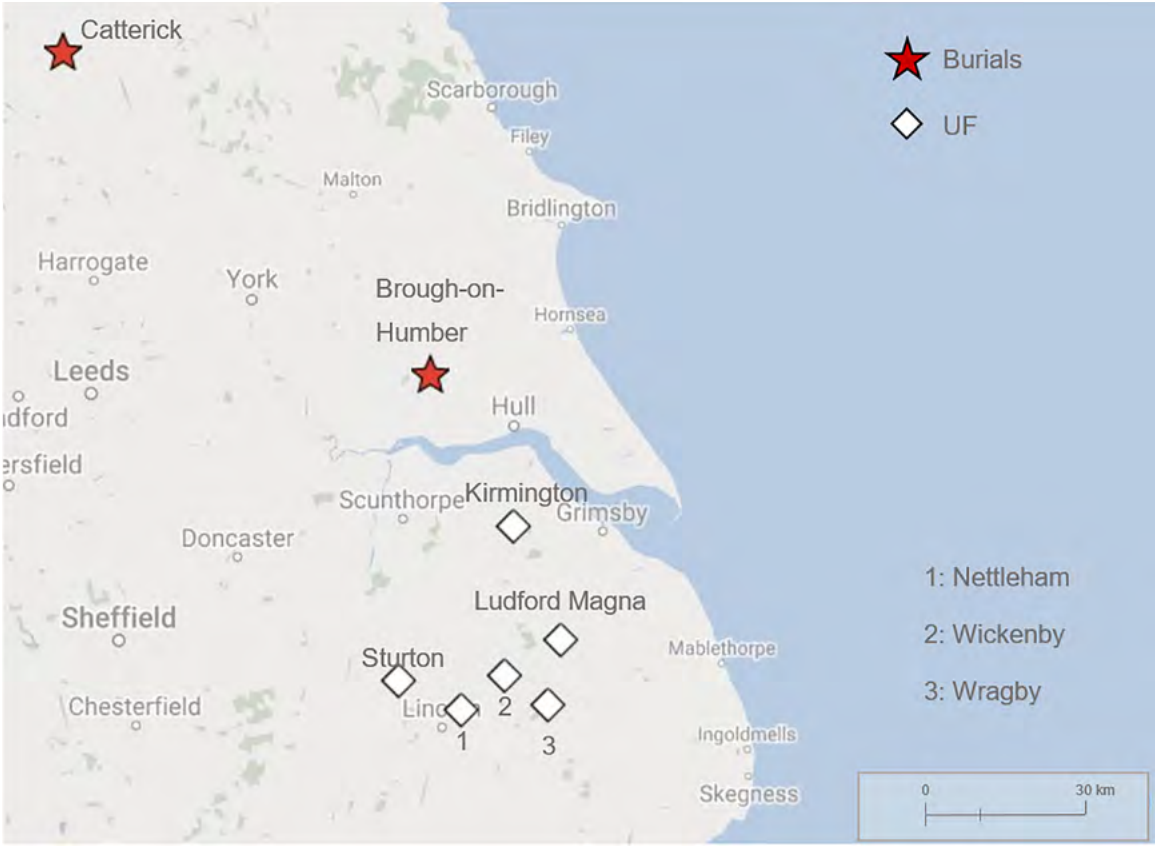 Catterick
Burials
Scarborough
UF
Filey
Malton
Bridlington
Harrogate
York
Brough-on-
Humber
Hornsea
Leeds
Hull
dford
ersfield
Kirmington
Scunthorpe
Grimsby
Doncaster
1: Nettleham
Ludford Magna
Sheffield
2: Wickenby
Mablethorpe
Sturton
3: Wragby
Chesterfield
2
1
3
Ingoldmells
Skegness
0
30 km